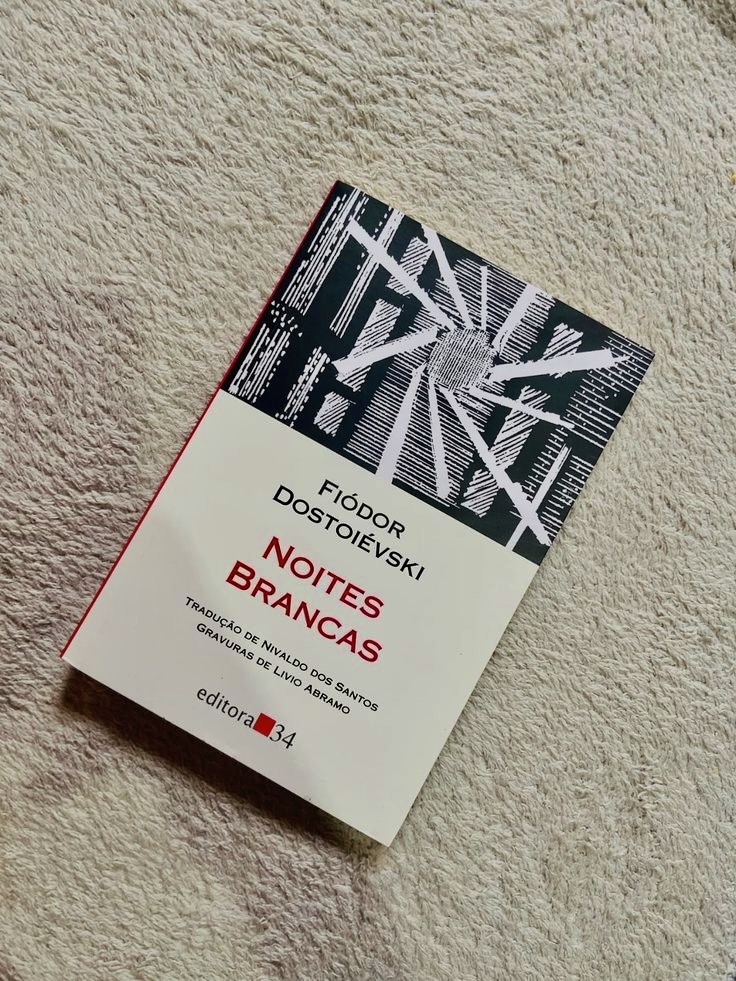 Fiódor
Dostoiévski
Noites
Brancas
Tradução de Nivaldo dos Santos
Gravuras de Livio Abramo
editora 34